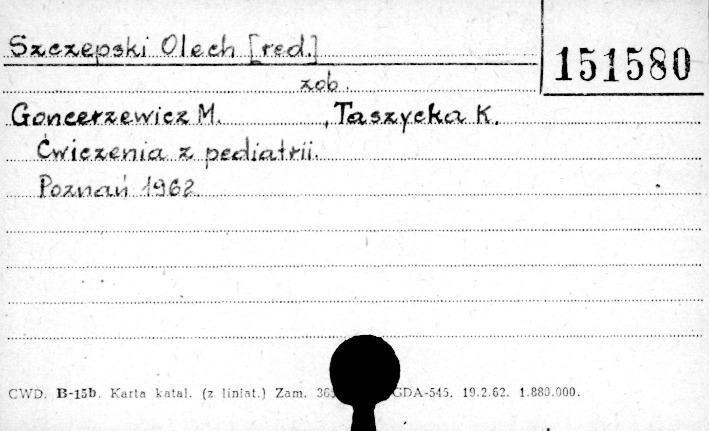 Szczepski Olech [red.]
151580
zob.
Goncerzewicz M. , Taszycka K.
Ćwiczenia z pediatrii.
Poznań 1962.
CWD. B-15b. Karta katal. (z liniat.) Zam. GDA-545. 19.2.62. 1.880.000.